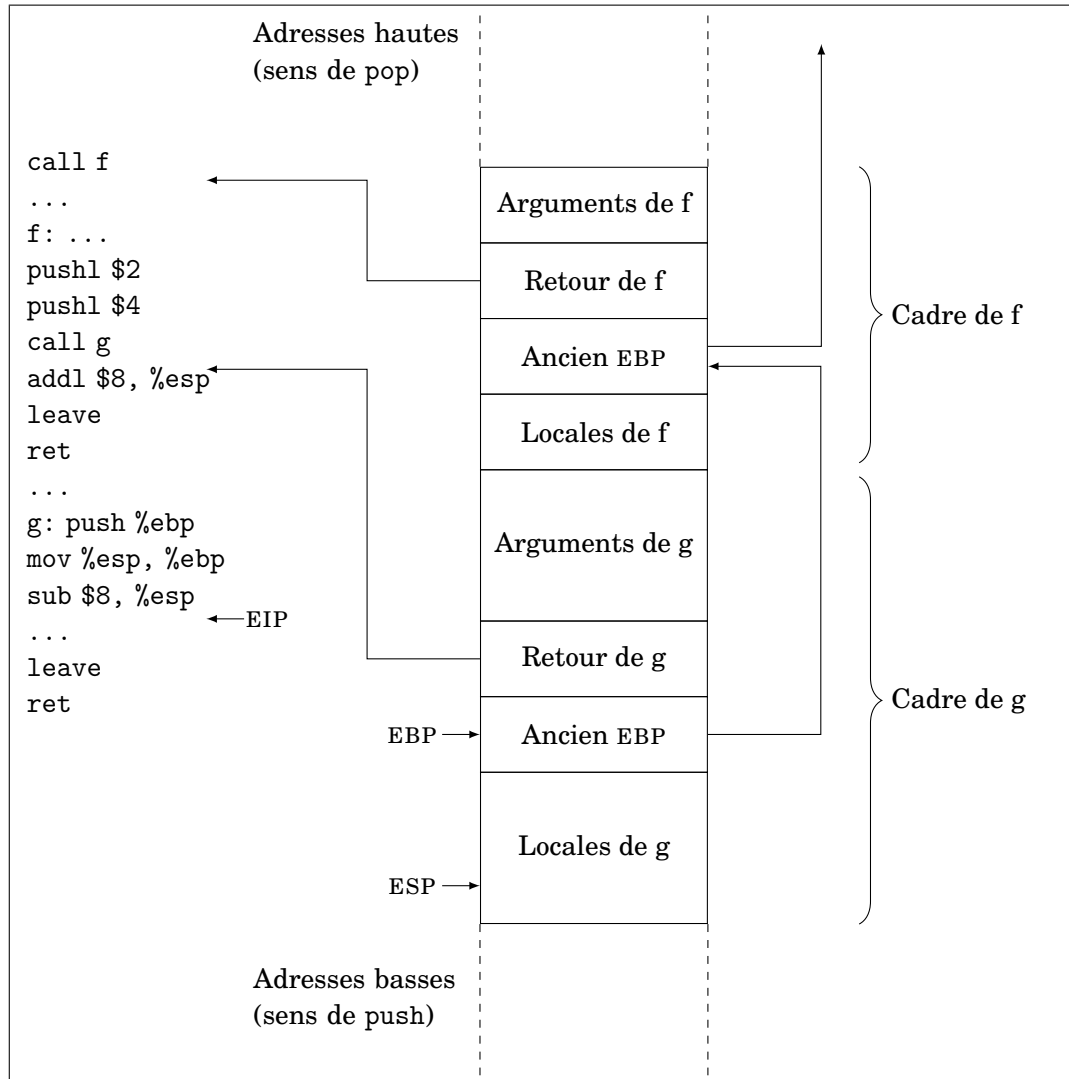 Adresses hautes
(sens de pop)
call f
...
f: ...
pushl $2
pushl $4
call g
addl $8, %esp
leave
ret
...
g: push %ebp
mov %esp, %ebp
sub $8, %esp
...
leave
ret
EIP
EBP
ESP
Arguments de f
Retour de f
Ancien EBP
Locales de f
Arguments de g
Retour de g
Ancien EBP
Locales de g
Cadre de f
Cadre de g
Adresses basses
(sens de push)